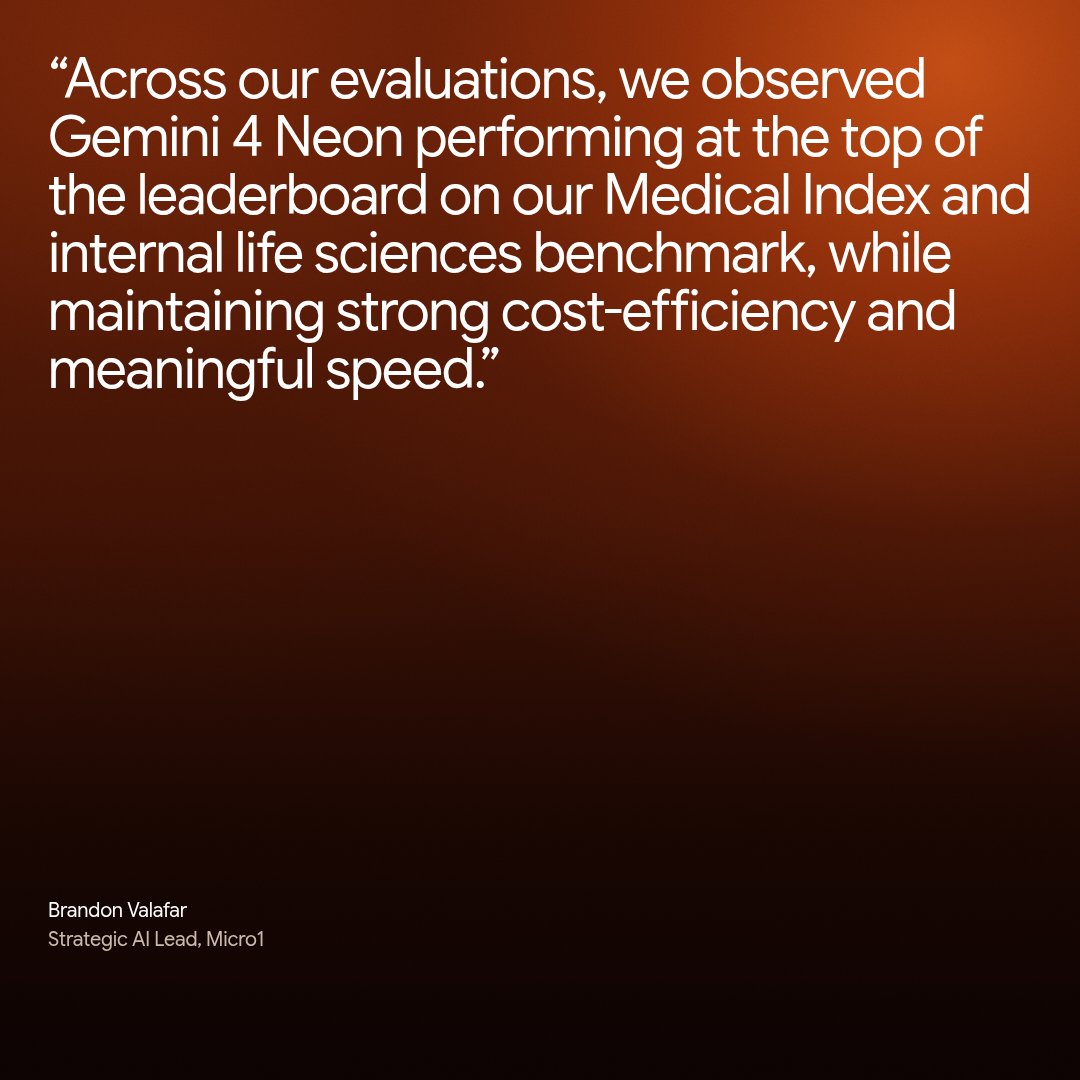 “Across our evaluations, we observed
Gemini 4 Neon performing at the top of
the leaderboard on our Medical Index and
internal life sciences benchmark, while
maintaining strong cost-efficiency and
meaningful speed.”
Brandon Valafar
Strategic AI Lead, Micro1